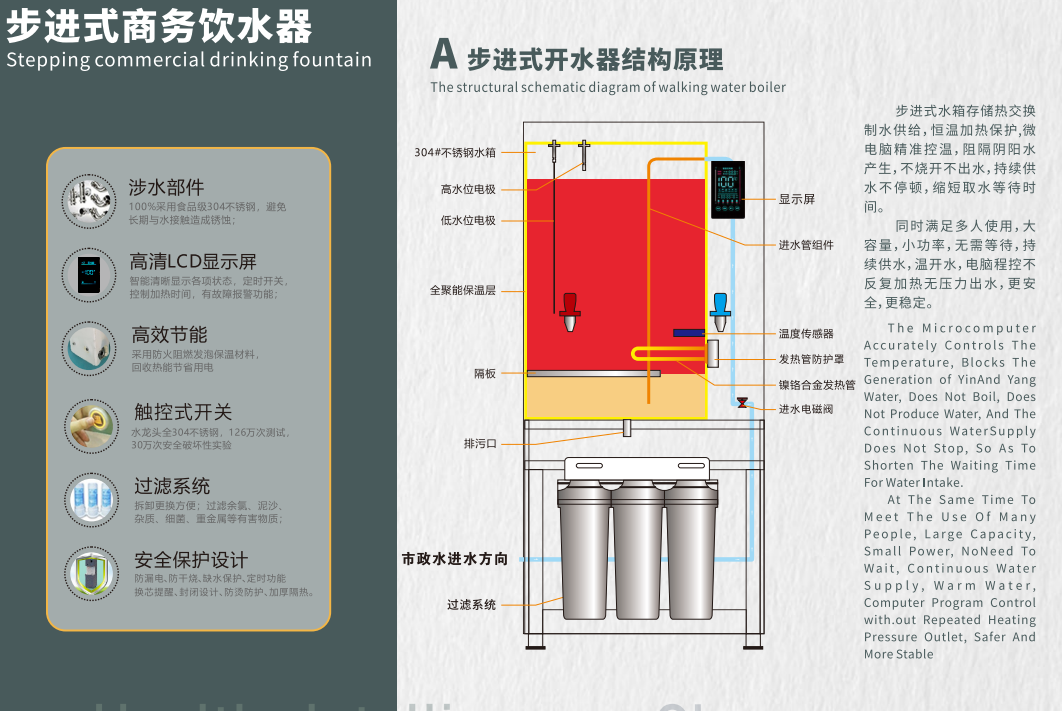 步进式商务饮水器
Stepping commercial drinking fountain
涉水部件
100%采用食品级304不锈钢，避免
长期与水接触造成锈蚀；
高清LCD显示屏
智能清晰显示各项状态，定时开关，
控制加热时间，有故障报警功能；
高效节能
采用防火阻燃发泡保温材料，
回收热能节省用电
触控式开关
水龙头全304不锈钢，126万次测试，
30万次安全破坏性实验
过滤系统
拆卸更换方便；过滤余氯、泥沙、
杂质、细菌、重金属等有害物质；
安全保护设计
防漏电、防干烧、缺水保护、定时功能
换芯提醒、封闭设计、防烫防护、加厚隔热。
A 步进式开水器结构原理
The structural schematic diagram of walking water boiler
304#不锈钢水箱
高水位电极
低水位电极
全聚能保温层
隔板
排污口
市政水进水方向
过滤系统
100°
显示屏
进水管组件
温度传感器
发热管防护罩
镍铬合金发热管
进水电磁阀
步进式水箱存储热交换
制水供给，恒温加热保护,微
电脑精准控温，阻隔阴阳水
产生，不烧开不出水，持续供
水不停顿，缩短取水等待时
间。
同时满足多人使用，大
容量，小功率，无需等待，持
续供水，温开水，电脑程控不
反复加热无压力出水，更安
全，更稳定。
The Microcomputer
Accurately Controls The
Temperature, Blocks The
Generation of YinAnd Yang
Water, Does Not Boil, Does
Not Produce Water, And The
Continuous WaterSupply
Does Not Stop, So As To
Shorten The Waiting Time
For Water Intake.
At The Same Time To
Meet The Use Of Many
People, Large Capacity,
Small Power, NoNeed To
Wait, Continuous Water
Supply, Warm Water,
Computer Program Control
with.out Repeated Heating
Pressure Outlet, Safer And
More Stable